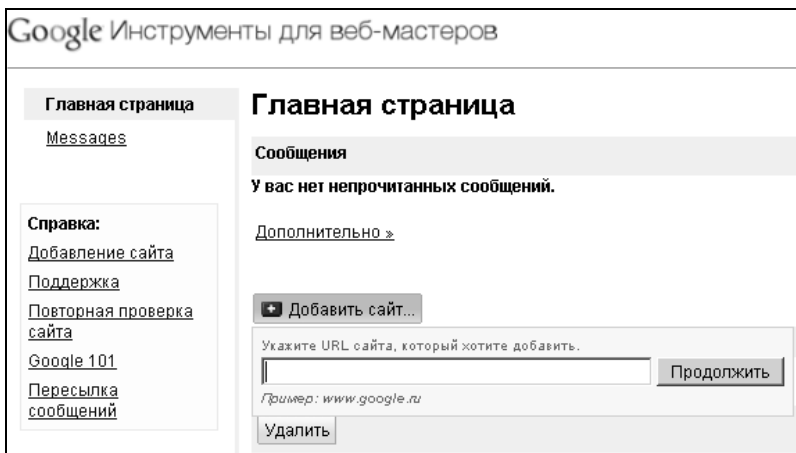 Google Инструменты для веб-мастеров
Главная страница
Messages
Справка:
Добавление сайта
Поддержка
Повторная проверка
сайта
Google 101
Пересылка
сообщений
Главная страница
Сообщения
У вас нет непрочитанных сообщений.
Дополнительно »
Добавить сайт...
Укажите URL сайта, который хотите добавить.
Продолжить
Пример: www.google.ru
Удалить